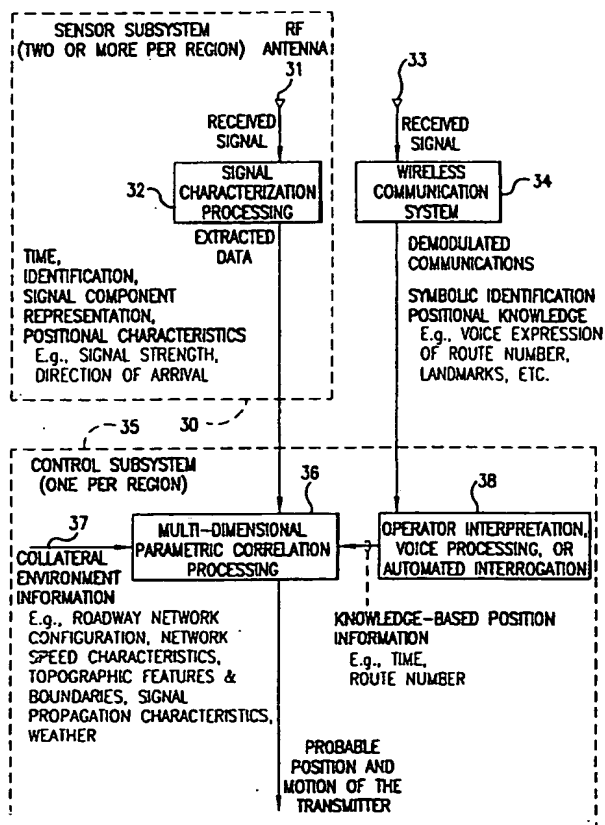 SENSOR SUBSYSTEM
(TWO OR MORE PER REGION)
RF
ANTENNA
31
33
RECEIVED
SIGNAL
RECEIVED
SIGNAL
32
SIGNAL
CHARACTERIZATION
PROCESSING
WIRELESS
COMMUNICATION
SYSTEM
34
EXTRACTED
DATA
DEMODULATED
COMMUNICATIONS
TIME,
IDENTIFICATION,
SIGNAL COMPONENT
REPRESENTATION,
POSITIONAL CHARACTERISTICS
E.g., SIGNAL STRENGTH,
DIRECTION OF ARRIVAL
SYMBOLIC IDENTIFICATION
POSITIONAL KNOWLEDGE
E.g., VOICE EXPRESSION
OF ROUTE NUMBER,
LANDMARKS, ETC.
30
35
CONTROL SUBSYSTEM
(ONE PER REGION)
36
38
37
MULTI-DIMENSIONAL
PARAMETRIC CORRELATION
PROCESSING
OPERATOR INTERPRETATION,
VOICE PROCESSING, OR
AUTOMATED INTERROGATION
COLLATERAL
ENVIRONMENT
INFORMATION
E.g., ROADWAY NETWORK
CONFIGURATION, NETWORK
SPEED CHARACTERISTICS,
TOPOGRAPHIC FEATURES &
BOUNDARIES, SIGNAL
PROPAGATION CHARACTERISTICS,
WEATHER
KNOWLEDGE-BASED POSITION
INFORMATION
E.g., TIME,
ROUTE NUMBER
PROBABLE
POSITION AND
MOTION OF THE
TRANSMITTER